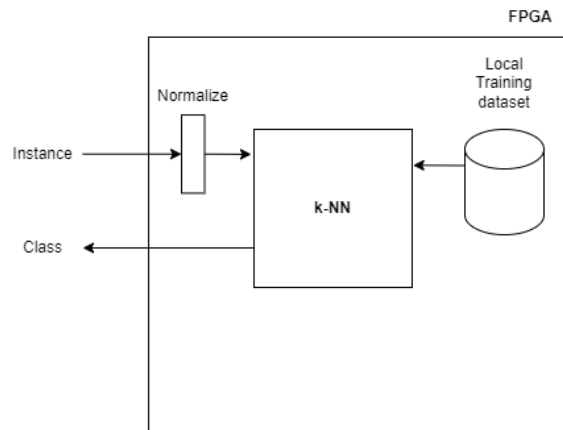 FPGA
Local
Training
dataset
Normalize
Instance
k-NN
Class